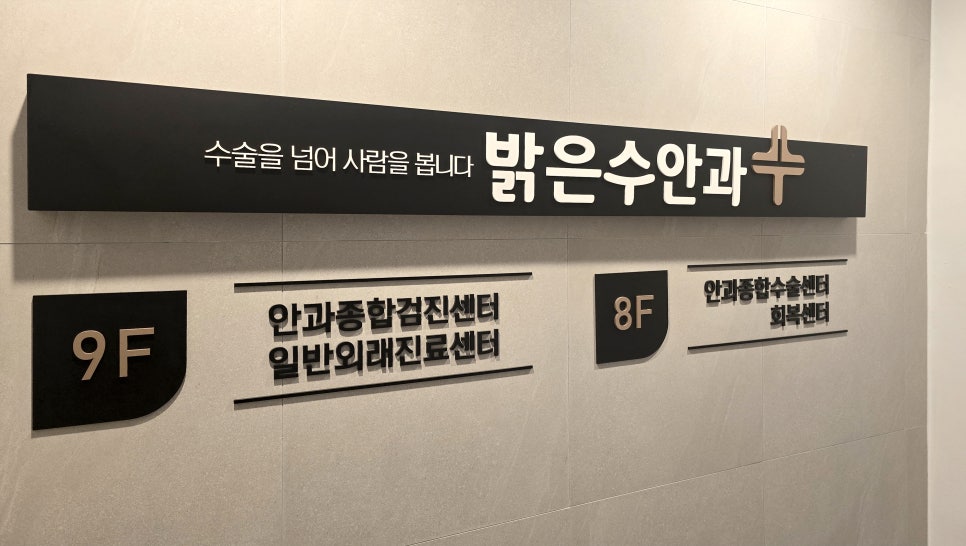 수술을 넘어 사람을 봅니다 밝은수안과 수
9F
안과종합검진센터
일반외래진료센터
8F
안과종합수술센터
회복센터